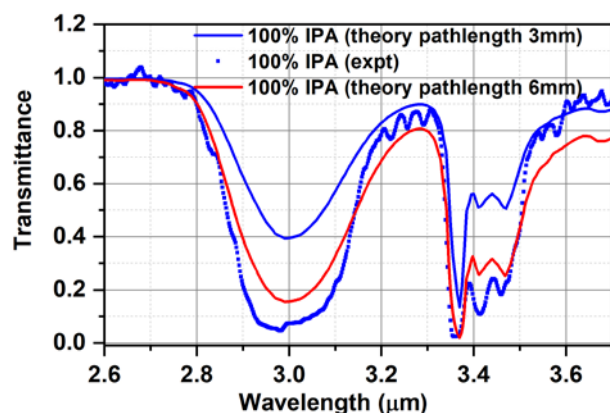 1.2
100% IPA (theory pathlength 3mm)
100% IPA (expt)
100% IPA (theory pathlength 6mm)
1.0
0.8
0.6
0.4
0.2
0.0
Transmittance
2.6 2.8 3.0 3.2 3.4 3.6
Wavelength (μm)